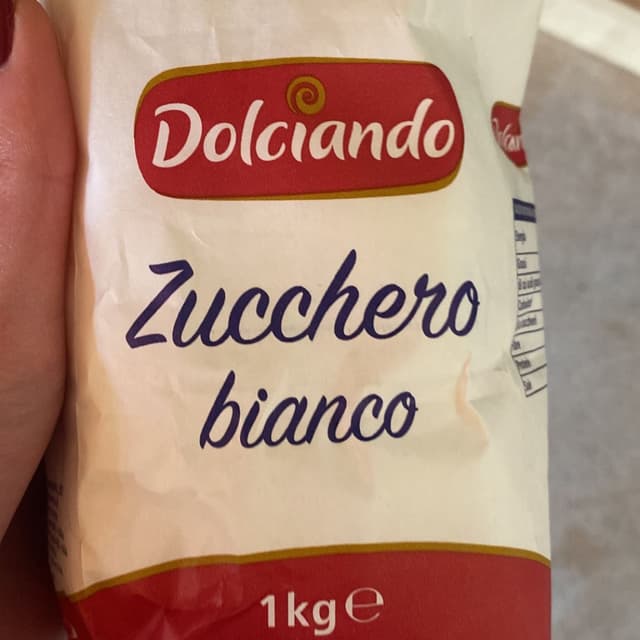 Dolciando
Zucchero
bianco
1kg ℮